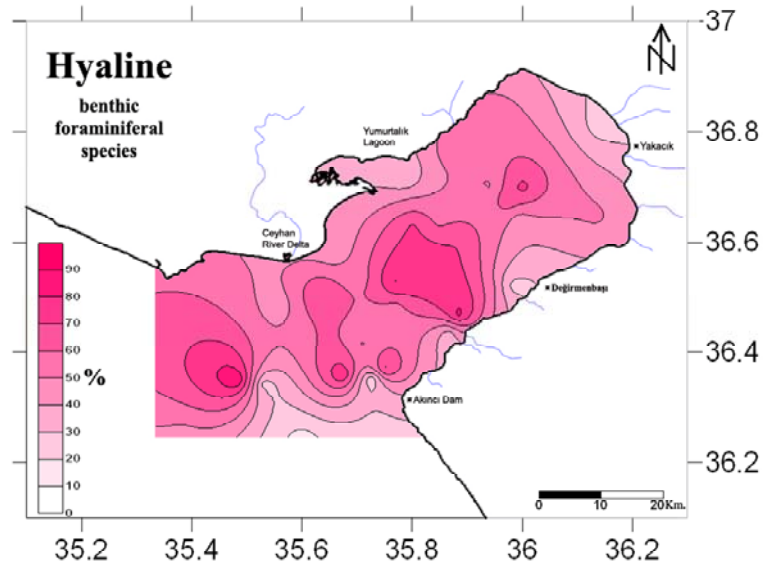 Hyaline
benthic
foraminiferal
species
N
37
36.8
36.6
36.4
36.2
Yumurtalık
Lagoon
Yakacık
Ceyhan
River Delta
Değirmenbaşı
Akıncı Dam
90
80
70
60
50
40
30
20
10
0
%
0 10 20 Km.
35.2 35.4 35.6 35.8 36 36.2